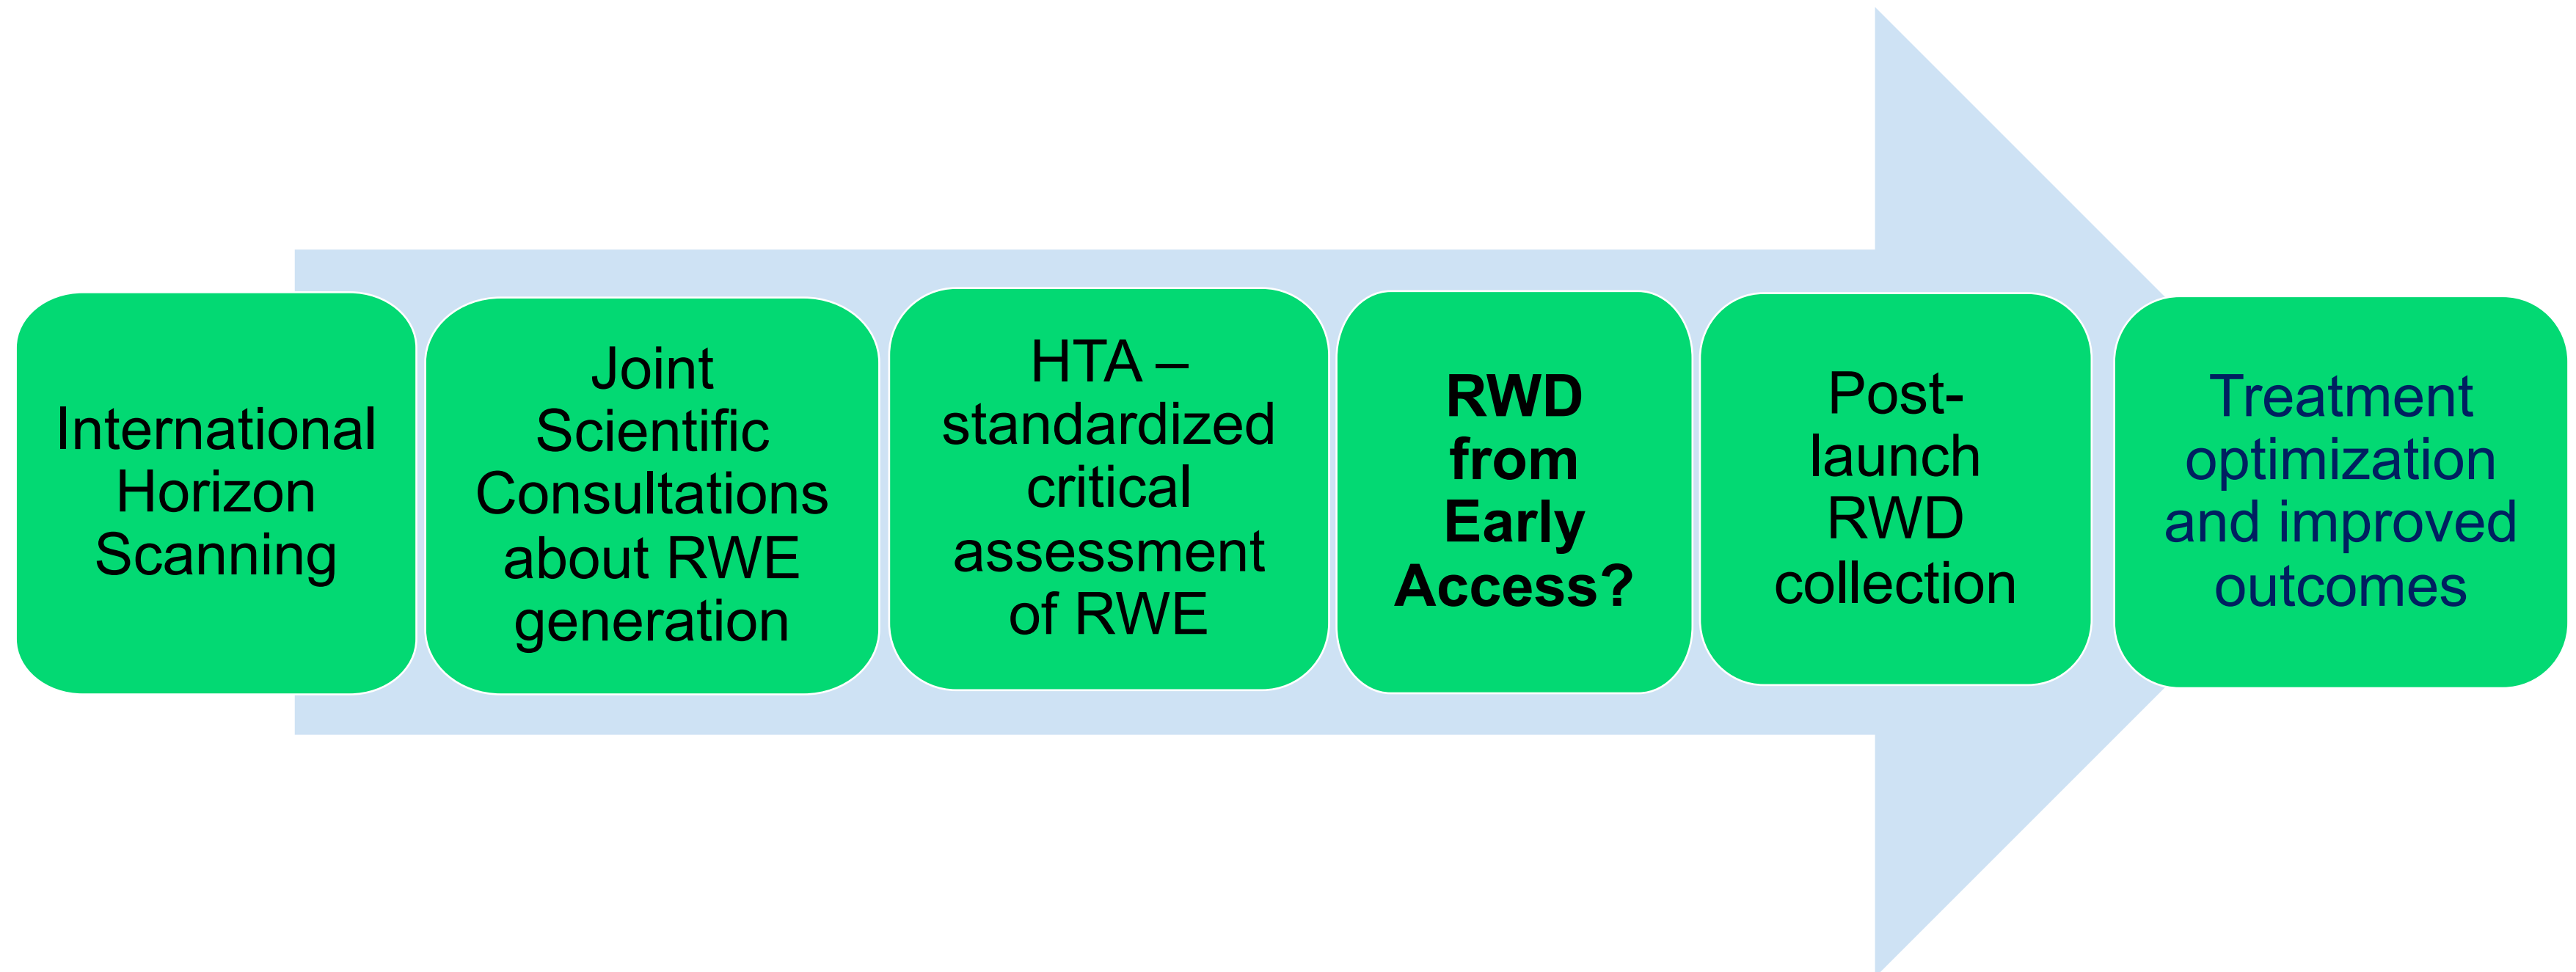 International
Horizon
Scanning
Joint
Scientific
Consultations
about RWE
generation
HTA –
standardized
critical
assessment
of RWE
RWD
from
Early
Access?
Post-
launch
RWD
collection
Treatment
optimization
and improved
outcomes